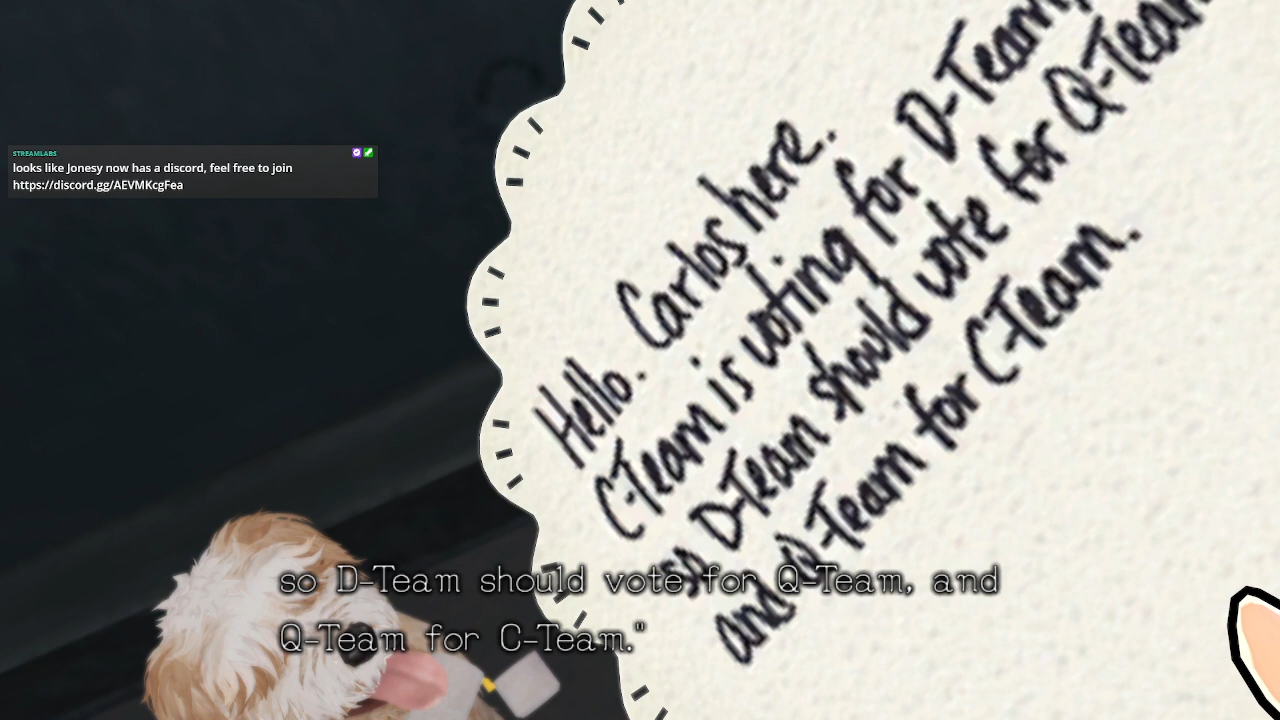 STREAMLABS
looks like Jonesy now has a discord, feel free to join
https://discord.gg/AEVMKcgFea
Hello. Carlos here.
C-Team is voting for D-Team,
so D-Team should vote for Q-Team
and Q-Team for C-Team.
so D-Team should vote for Q-Team, and
Q-Team for C-Team."